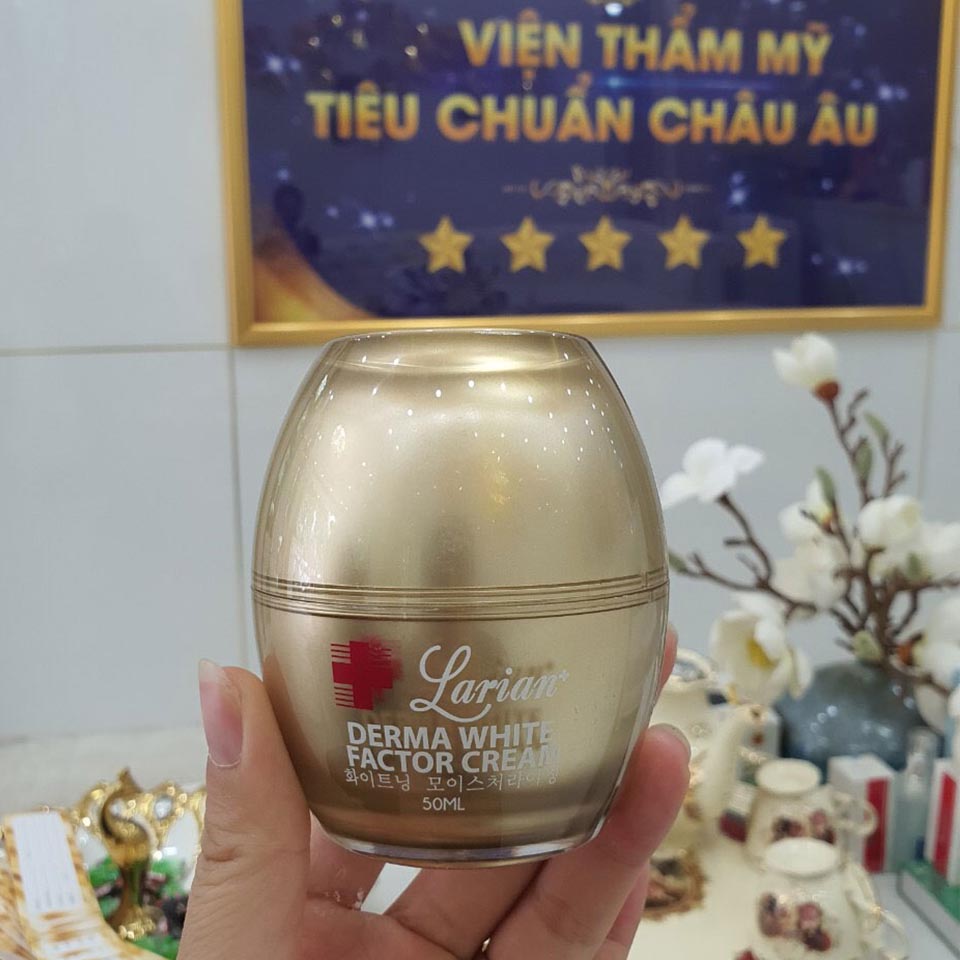 VIỆN THẨM MỸ
TIÊU CHUẨN CHÂU ÂU
Larian+
DERMA WHITE
FACTOR CREAM
화이트닝 모이스처라이징
50ML